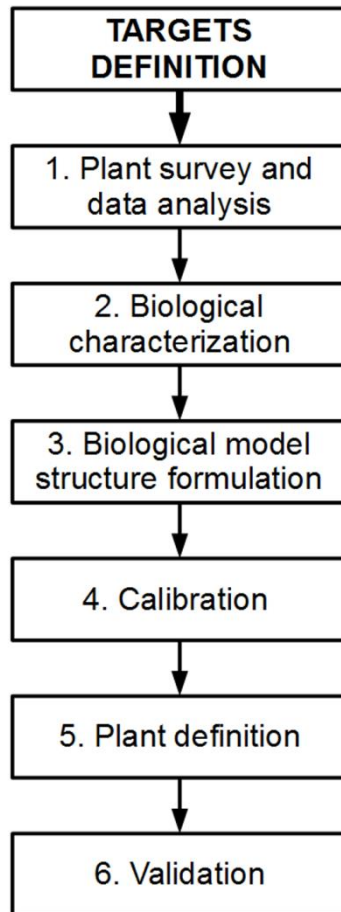 TARGETS
DEFINITION
1. Plant survey and
data analysis
2. Biological
characterization
3. Biological model
structure formulation
4. Calibration
5. Plant definition
6. Validation